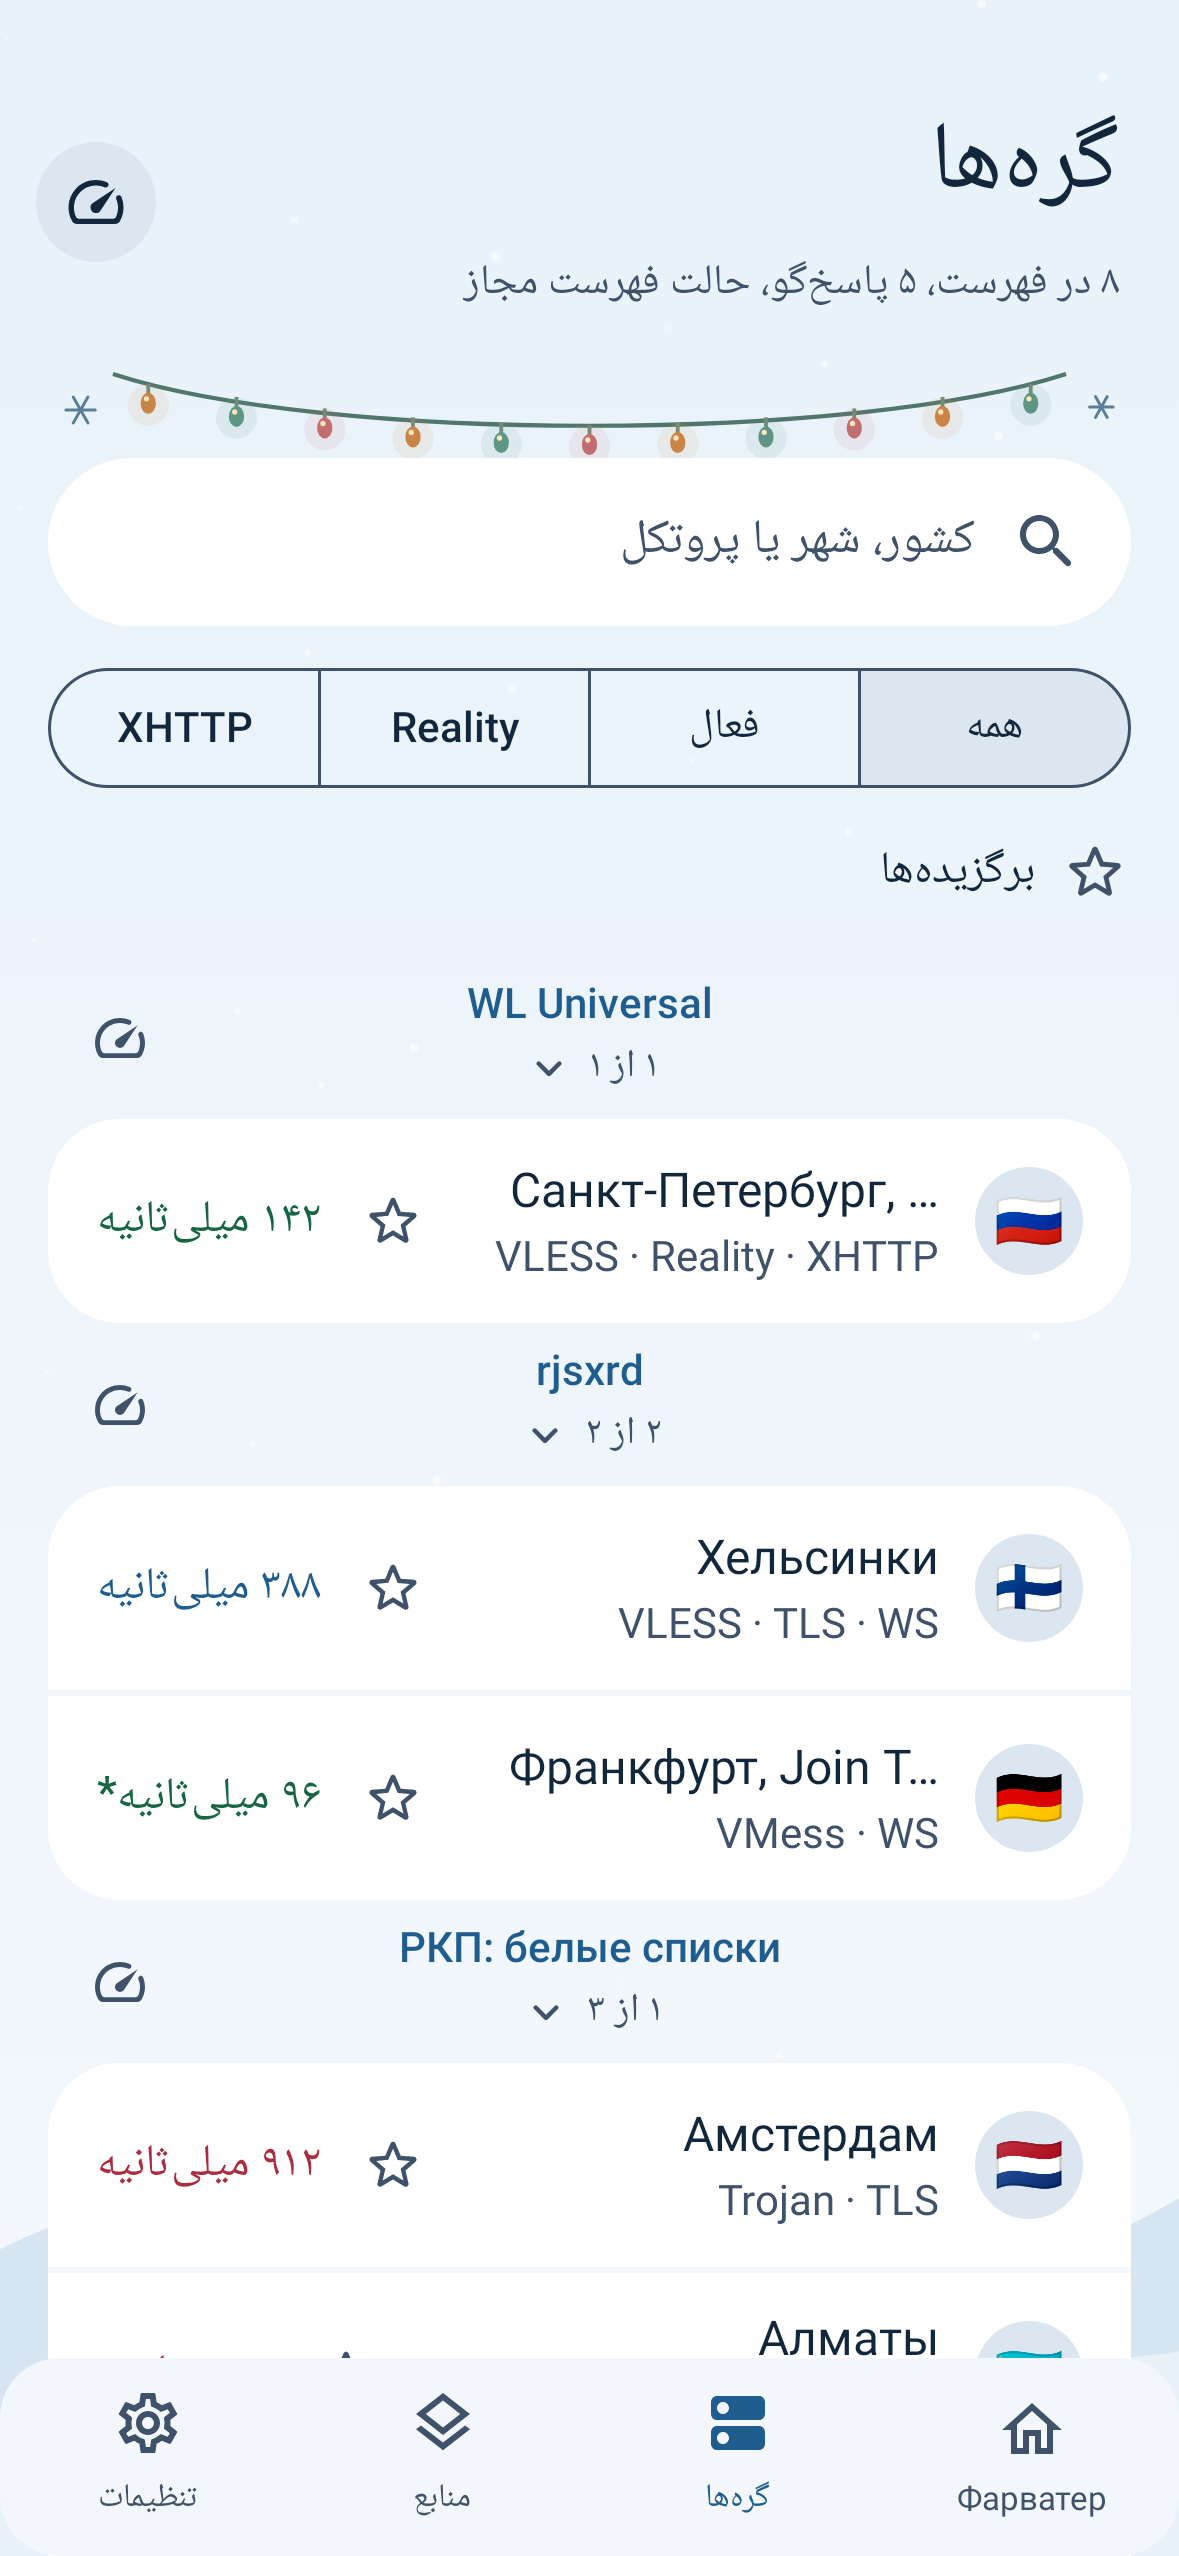 گره‌ها
۸ در فهرست، ۵ پاسخ‌گو، حالت فهرست مجاز
کشور، شهر یا پروتکل
همه
فعال
Reality
XHTTP
برگزیده‌ها
WL Universal
۱ از ۱
Санкт-Петербург, …
VLESS · Reality · XHTTP
۱۴۲ میلی‌ثانیه
rjsxrd
۲ از ۲
Хельсинки
VLESS · TLS · WS
۳۸۸ میلی‌ثانیه
Франкфурт, Join T…
VMess · WS
۹۶ میلی‌ثانیه*
РКП: белые списки
۱ از ۳
Амстердам
Trojan · TLS
۹۱۲ میلی‌ثانیه
Алматы
Фарватер
گره‌ها
منابع
تنظیمات